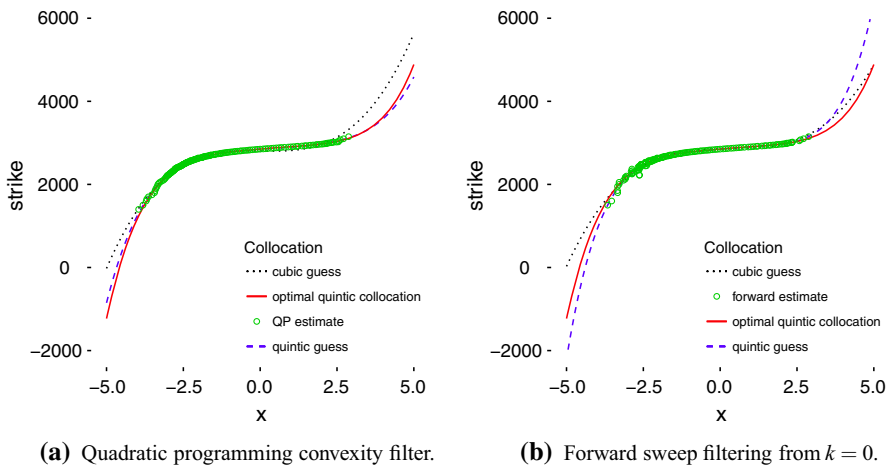 6000
4000
2000
0
−2000
strike
−5.0
−2.5
0.0
2.5
5.0
x
Collocation
cubic guess
optimal quintic collocation
QP estimate
quintic guess
(a) Quadratic programming convexity filter.
6000
4000
2000
0
−2000
strike
−5.0
−2.5
0.0
2.5
5.0
x
Collocation
cubic guess
forward estimate
optimal quintic collocation
quintic guess
(b) Forward sweep filtering from k = 0.